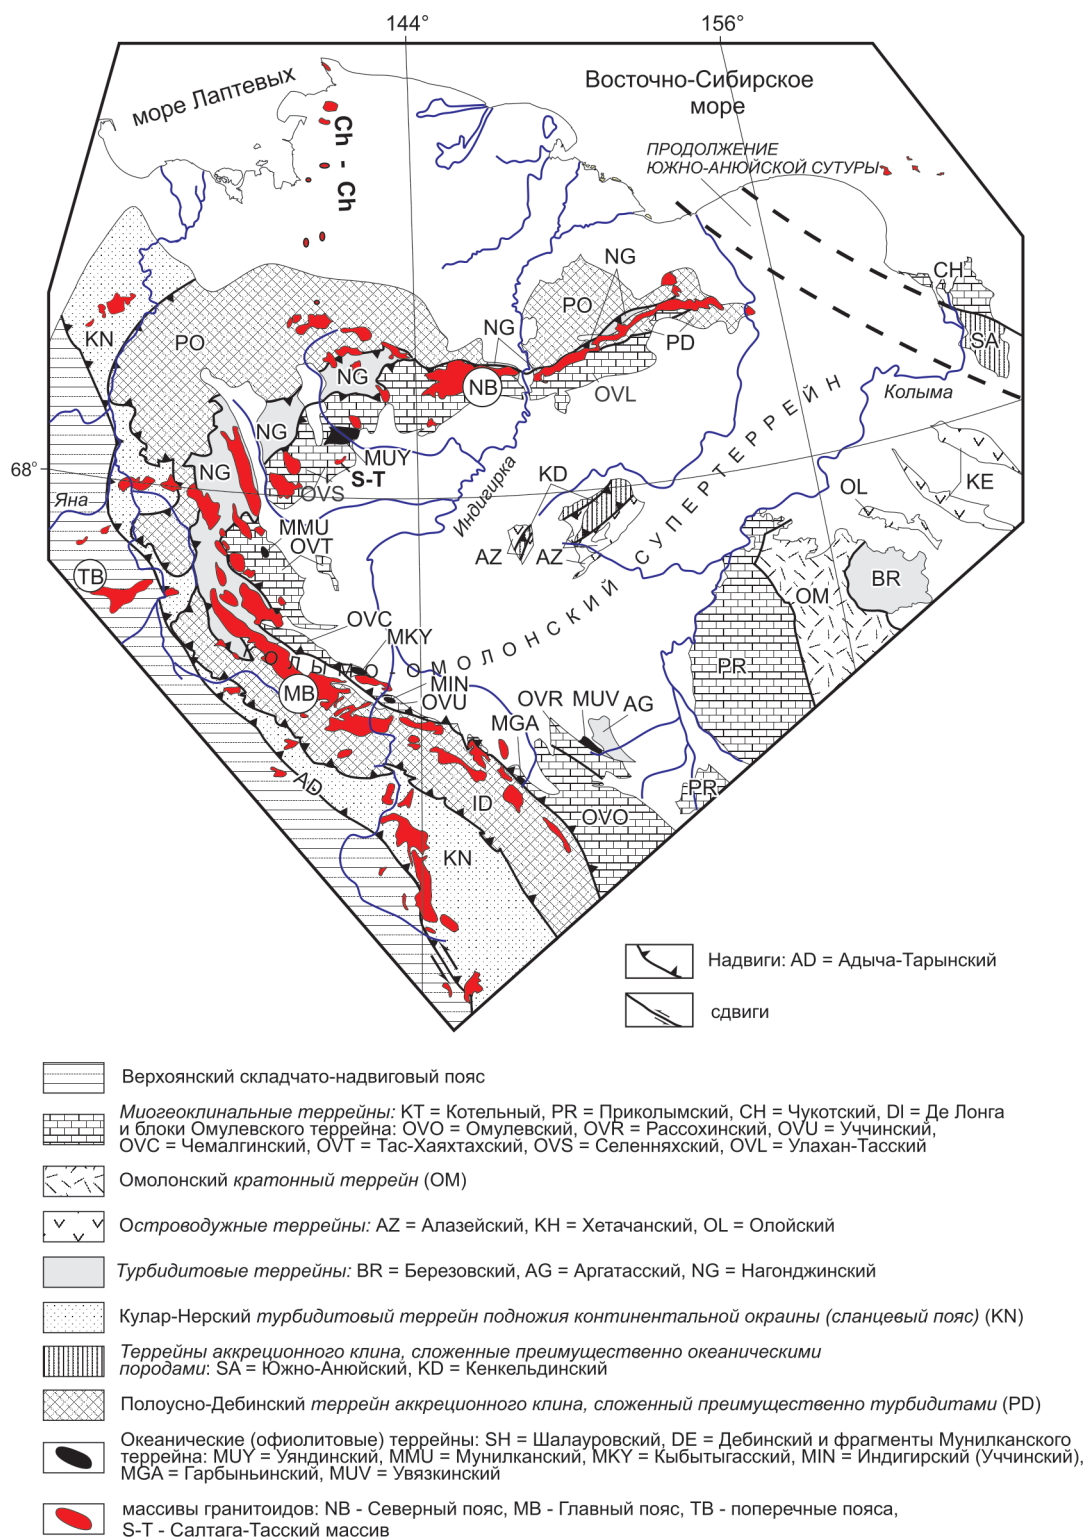 144°
156°
море Лаптевых
Восточно-Сибирское
море
Ch - Ch
ПРОДОЛЖЕНИЕ
ЮЖНО-АНЮЙСКОЙ СУТУРЫ
NG
CH
PO
KN
PO
NG
PD
SA
NG
NB
OVL
Колыма
NG
MUY
68°
NG
S-T
OVS
KD
KE
OL
Яна
Индигирка
MMU
OVT
AZ
AZ
TB
BR
OM
OVC
MKY
КОЛЫМО-ОМОЛОНСКИЙ СУПЕРТЕРРЕЙН
PR
MIN
MB
OVU
OVR
MUV
AG
MGA
AD
ID
PR
OVO
KN
Надвиги: AD = Адыча-Тарынский
сдвиги
Верхоянский складчато-надвиговый пояс
Миогеоклинальные террейны: KT = Котельный, PR = Приколымский, CH = Чукотский, DI = Де Лонга
и блоки Омулевского террейна: OVO = Омулевский, OVR = Рассохинский, OVU = Уччинский,
OVC = Чемалгинский, OVT = Тас-Хаяхтахский, OVS = Селенняхский, OVL = Улахан-Тасский
Омолонский кратонный террейн (OM)
Островодужные террейны: AZ = Алазейский, KH = Хетачанский, OL = Олойский
Турбидитовые террейны: BR = Березовский, AG = Аргатасский, NG = Нагонджинский
Кулар-Нерский турбидитовый террейн подножия континентальной окраины (сланцевый пояс) (KN)
Террейны аккреционного клина, сложенные преимущественно океаническими
породами: SA = Южно-Анюйский, KD = Кенкельдинский
Полоусно-Дебинский террейн аккреционного клина, сложенный преимущественно турбидитами (PD)
Океанические (офиолитовые) террейны: SH = Шалауровский, DE = Дебинский и фрагменты Мунилканского
террейна: MUY = Уяндинский, MMU = Мунилканский, MKY = Кыбытыгасский, MIN = Индигирский (Уччинский),
MGA = Гарбыньинский, MUV = Увязкинский
массивы гранитоидов: NB - Северный пояс, MB - Главный пояс, TB - поперечные пояса,
S-T - Салтага-Тасский массив